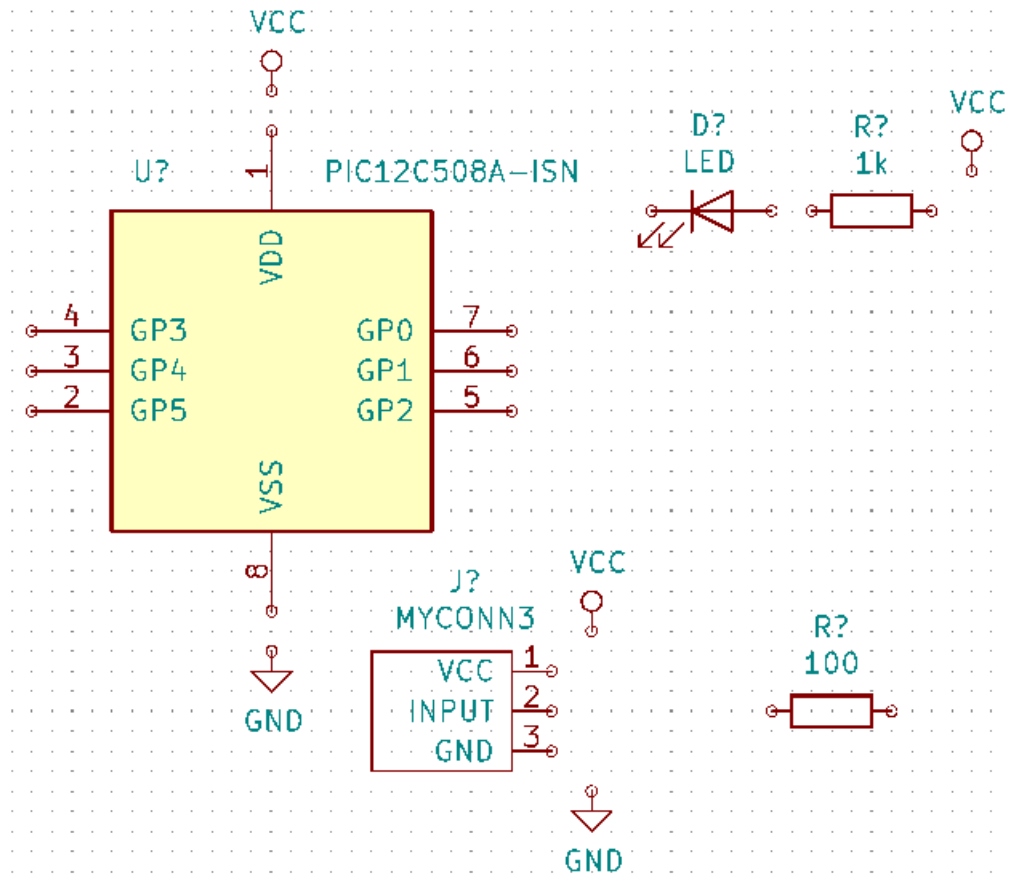 VCC
VCC
D?
R?
LED
1k
U?
1
PIC12C508A-ISN
VDD
4
GP3
GP0
7
3
GP4
GP1
6
2
GP5
GP2
5
VSS
8
GND
J?
MYCONN3
VCC
VCC
1
INPUT
2
GND
3
GND
R?
100